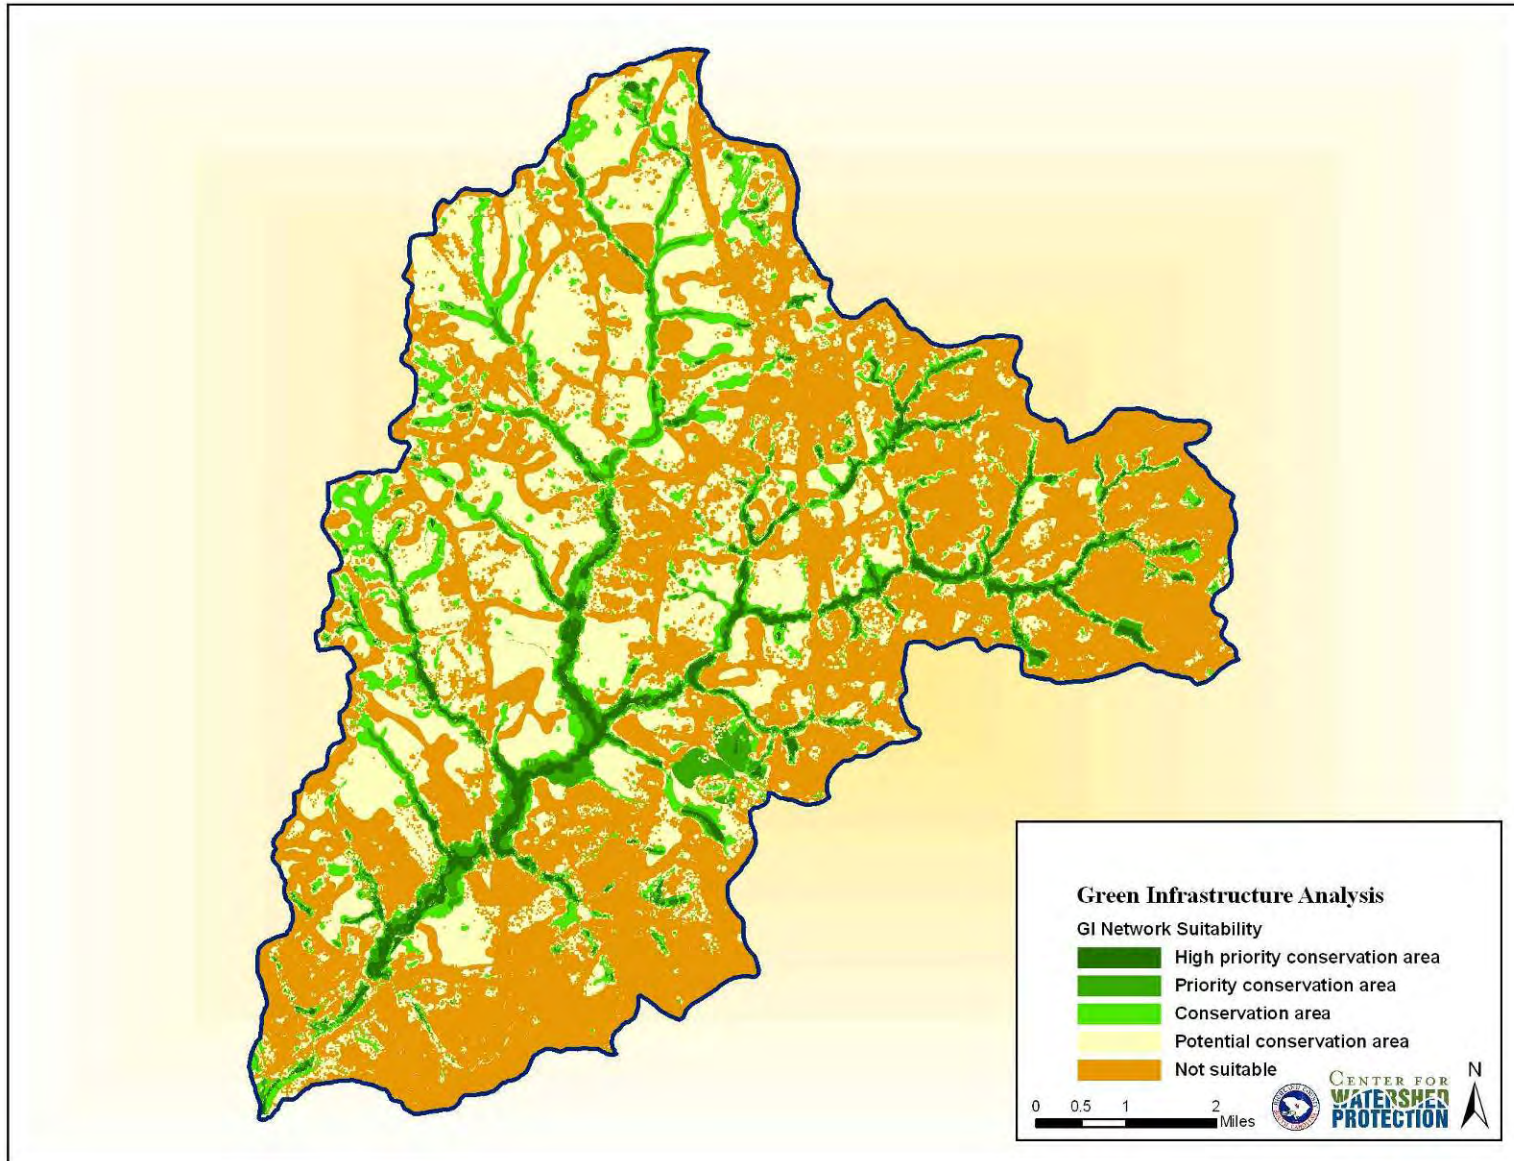 Green Infrastructure Analysis
GI Network Suitability
High priority conservation area
Priority conservation area
Conservation area
Potential conservation area
Not suitable
N
0 0.5 1 2
Miles
CENTER FOR
WATERSHED
PROTECTION